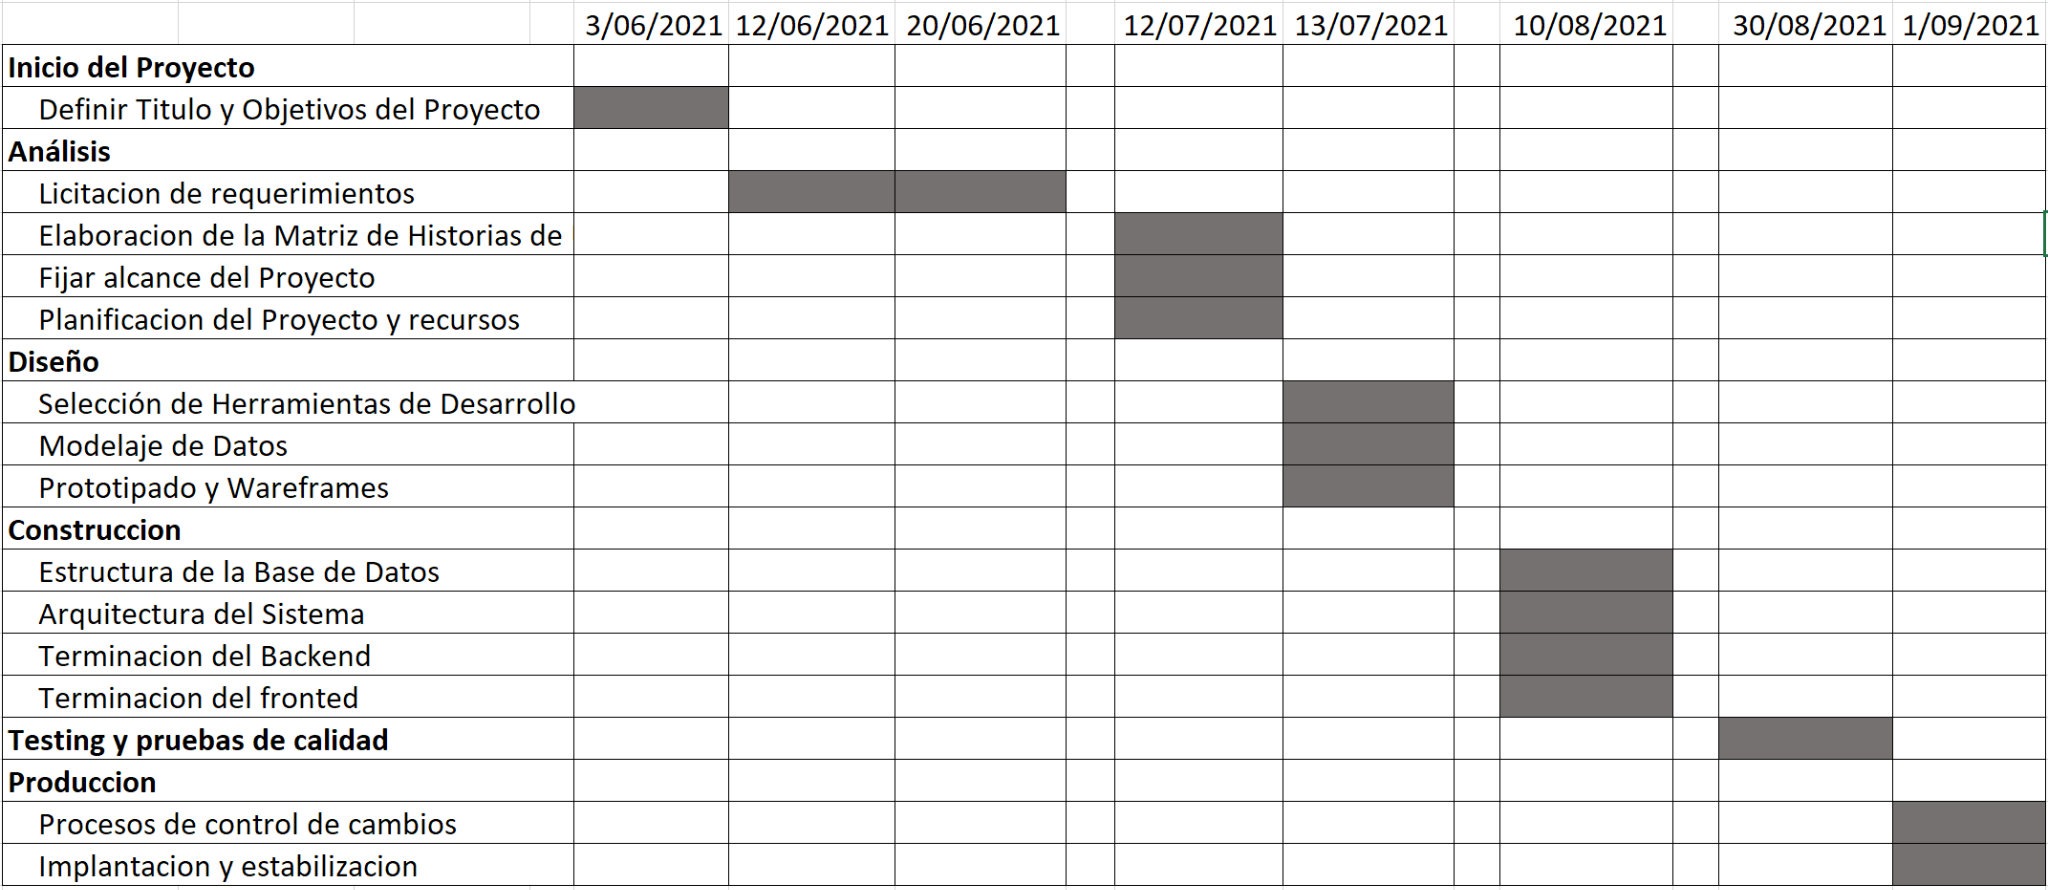 3/06/2021 12/06/2021 20/06/2021 12/07/2021 13/07/2021 10/08/2021 30/08/2021 1/09/2021
Inicio del Proyecto
Definir Titulo y Objetivos del Proyecto
Análisis
Licitacion de requerimientos
Elaboracion de la Matriz de Historias de
Fijar alcance del Proyecto
Planificacion del Proyecto y recursos
Diseño
Selección de Herramientas de Desarrollo
Modelaje de Datos
Prototipado y Wareframes
Construccion
Estructura de la Base de Datos
Arquitectura del Sistema
Terminacion del Backend
Terminacion del fronted
Testing y pruebas de calidad
Produccion
Procesos de control de cambios
Implantacion y estabilizacion